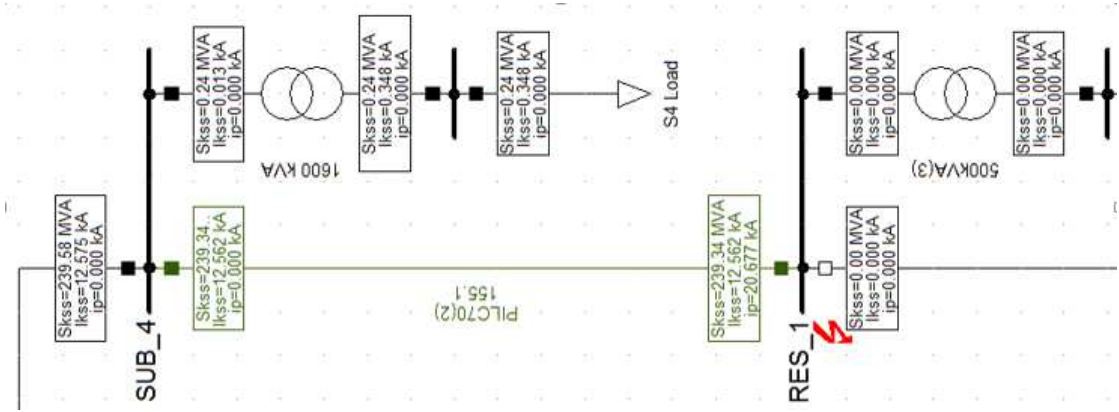 Skss=0.24 MVA
Ikss=0.013 kA
ip=0.000 kA
Skss=0.24 MVA
Ikss=0.348 kA
ip=0.000 kA
Skss=0.24 MVA
Ikss=0.348 kA
ip=0.000 kA
S4 Load
1600 kVA
Skss=0.00 MVA
Ikss=0.000 kA
ip=0.000 kA
Skss=0.00 MVA
Ikss=0.000 kA
ip=0.000 kA
500kVA(3)
Skss=239.58 MVA
Ikss=12.575 kA
ip=0.000 kA
SUB_4
Skss=239.34..
Ikss=12.562 kA
ip=0.000 kA
PILC70(2)
155.1
Skss=239.34 MVA
Ikss=12.562 kA
ip=20.677 kA
RES_1
Skss=0.00 MVA
Ikss=0.000 kA
ip=0.000 kA